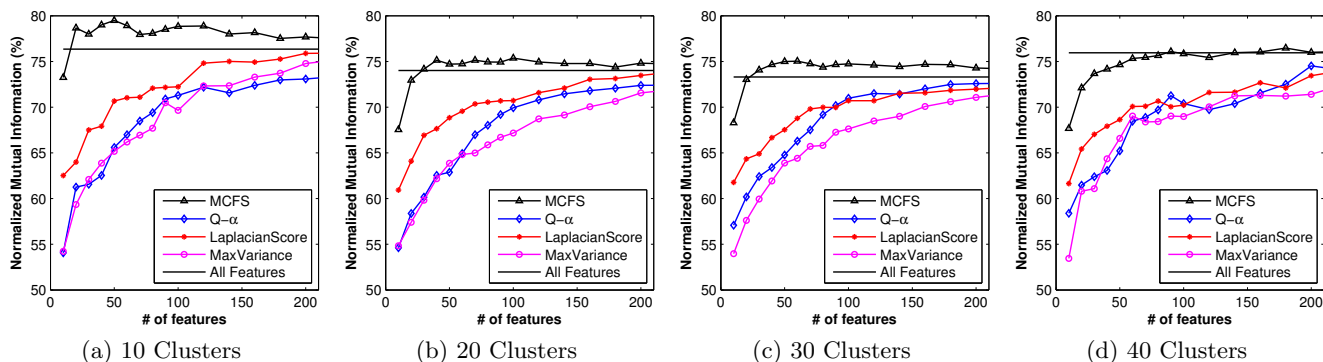 80
75
70
65
60
55
50
0 50 100 150 200
Normalized Mutual Information (%)
# of features
MCFS
Q−α
LaplacianScore
MaxVariance
All Features
(a) 10 Clusters
80
75
70
65
60
55
50
0 50 100 150 200
Normalized Mutual Information (%)
# of features
MCFS
Q−α
LaplacianScore
MaxVariance
All Features
(b) 20 Clusters
80
75
70
65
60
55
50
0 50 100 150 200
Normalized Mutual Information (%)
# of features
MCFS
Q−α
LaplacianScore
MaxVariance
All Features
(c) 30 Clusters
80
75
70
65
60
55
50
0 50 100 150 200
Normalized Mutual Information (%)
# of features
MCFS
Q−α
LaplacianScore
MaxVariance
All Features
(d) 40 Clusters